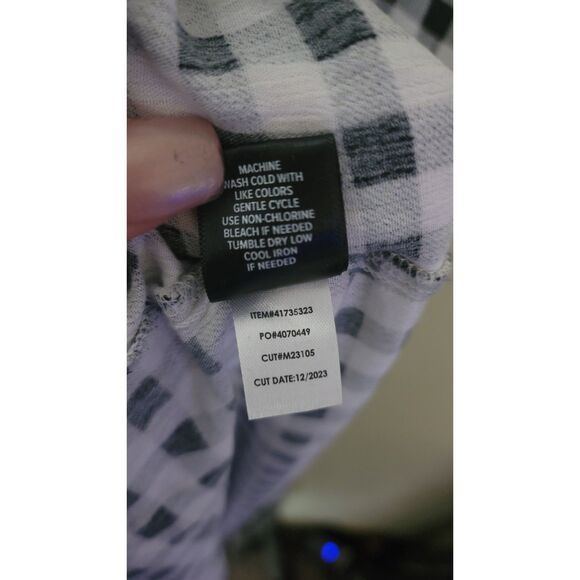 MACHINE
WASH COLD WITH
LIKE COLORS
GENTLE CYCLE
USE NON-CHLORINE
BLEACH IF NEEDED
TUMBLE DRY LOW
COOL IRON
IF NEEDED
ITEM#41735323
PO#4070449
CUT#M23105
CUT DATE:12/2023